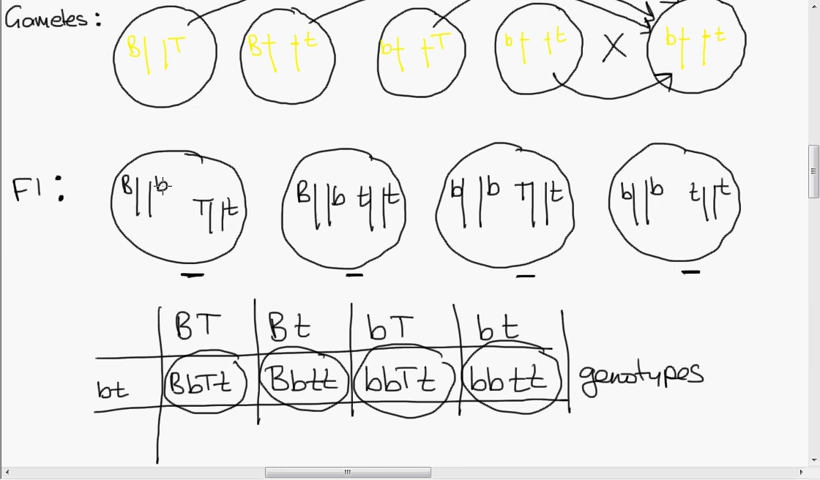 Gametes:
B T B t t b t T b t t X b t t
F1:
B b T t B b t t b b T t b b t t
BT Bt bT bt
bt BbTt Bbtt bbTt bbtt genotypes